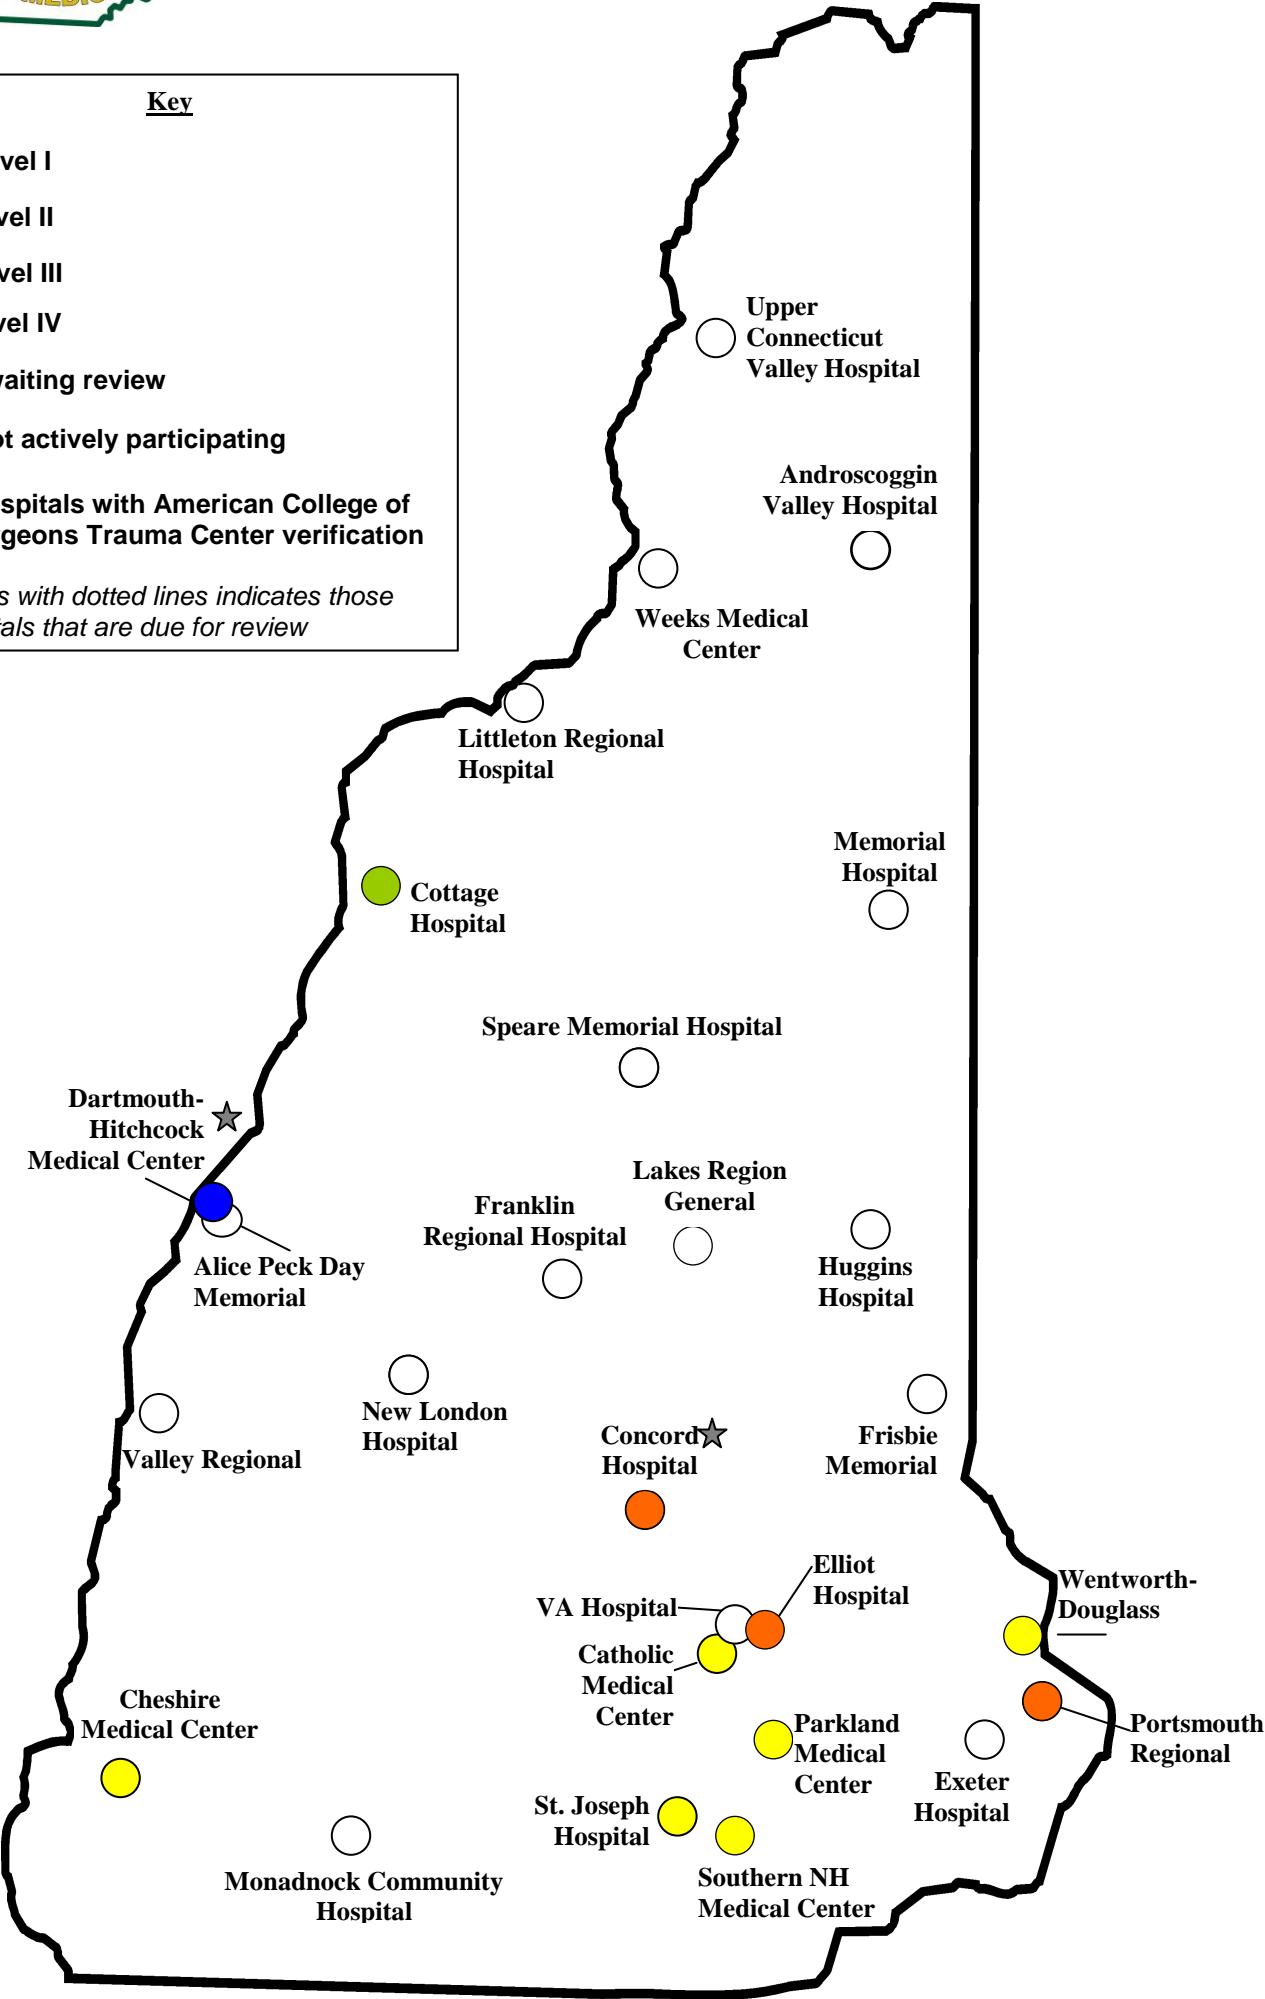 MEDIC
Key
vel I
vel II
vel III
vel IV
vaiting review
ot actively participating
spitals with American College of
rgeons Trauma Center verification
s with dotted lines indicates those
tals that are due for review
Upper
Connecticut
Valley Hospital
Androscoggin
Valley Hospital
Weeks Medical
Center
Littleton Regional
Hospital
Memorial
Hospital
Cottage
Hospital
Speare Memorial Hospital
Dartmouth-
Hitchcock
Medical Center
Lakes Region
General
Franklin
Regional Hospital
Alice Peck Day
Memorial
Huggins
Hospital
New London
Hospital
Valley Regional
Concord
Hospital
Frisbie
Memorial
Elliot
Hospital
Wentworth-
Douglass
VA Hospital
Catholic
Medical
Center
Cheshire
Medical Center
Parkland
Medical
Center
Portsmouth
Regional
Exeter
Hospital
St. Joseph
Hospital
Southern NH
Medical Center
Monadnock Community
Hospital